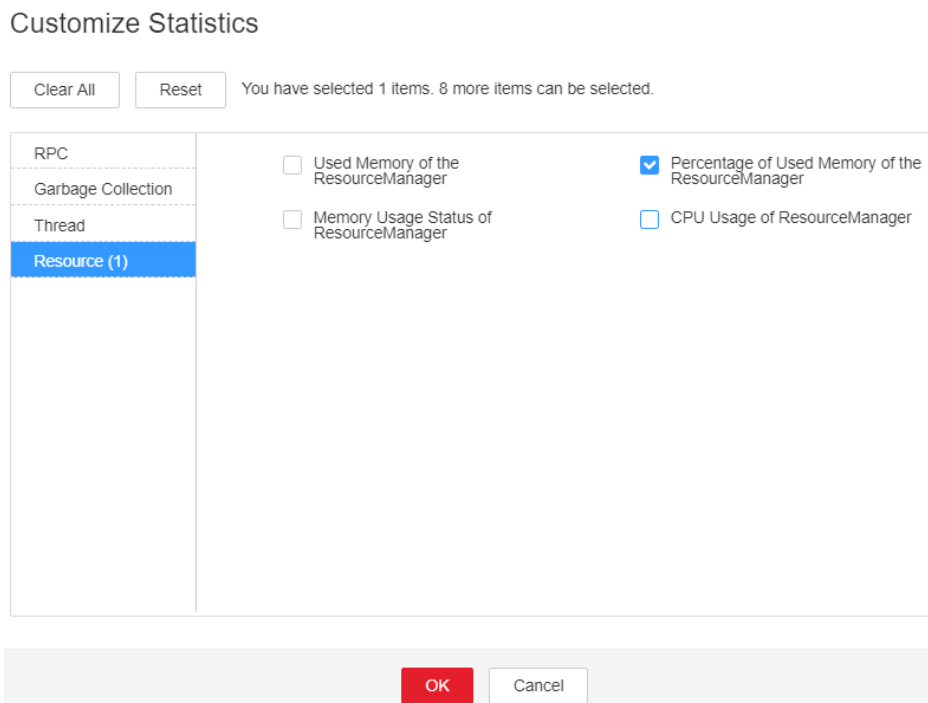 Customize Statistics
Clear All
Reset
You have selected 1 items. 8 more items can be selected.
RPC
Garbage Collection
Thread
Resource (1)
Used Memory of the
ResourceManager
Percentage of Used Memory of the
ResourceManager
Memory Usage Status of
ResourceManager
CPU Usage of ResourceManager
OK
Cancel